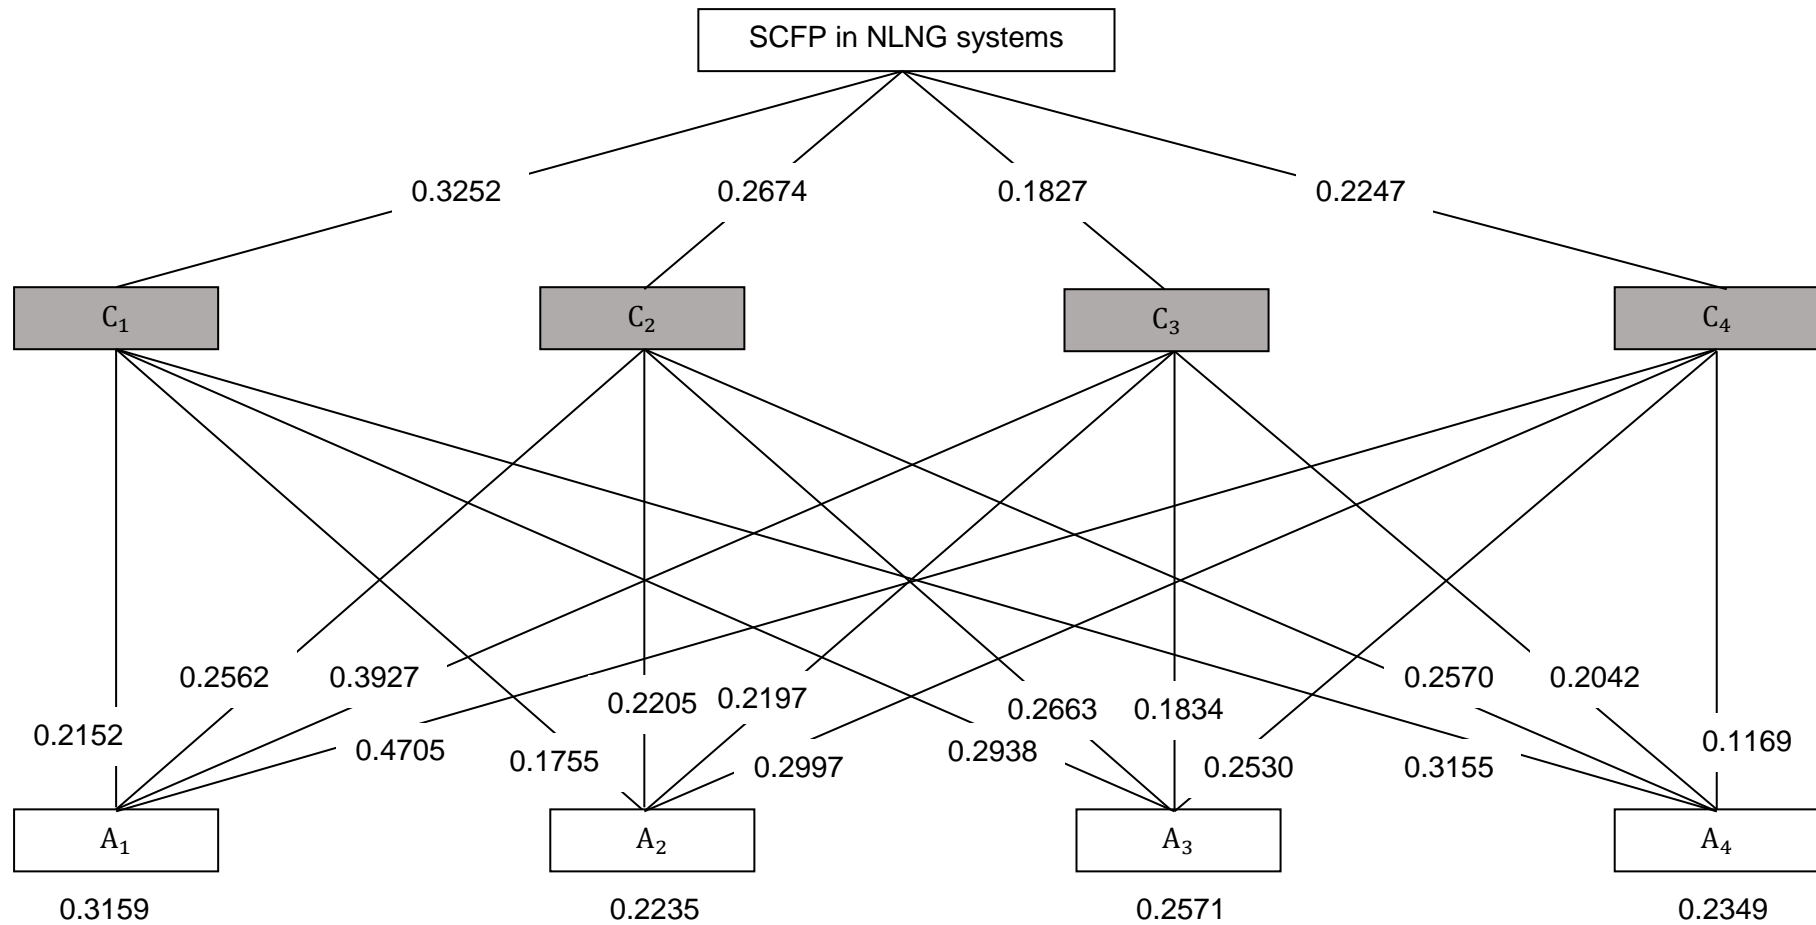 SCFP in NLNG systems
0.3252 0.2674 0.1827 0.2247
C₁ C₂ C₃ C₄
0.2562 0.3927 0.2570 0.2042
0.2205 0.2197 0.2663 0.1834
0.2152 0.4705 0.1755 0.2997 0.2938 0.2530 0.3155 0.1169
A₁ A₂ A₃ A₄
0.3159 0.2235 0.2571 0.2349